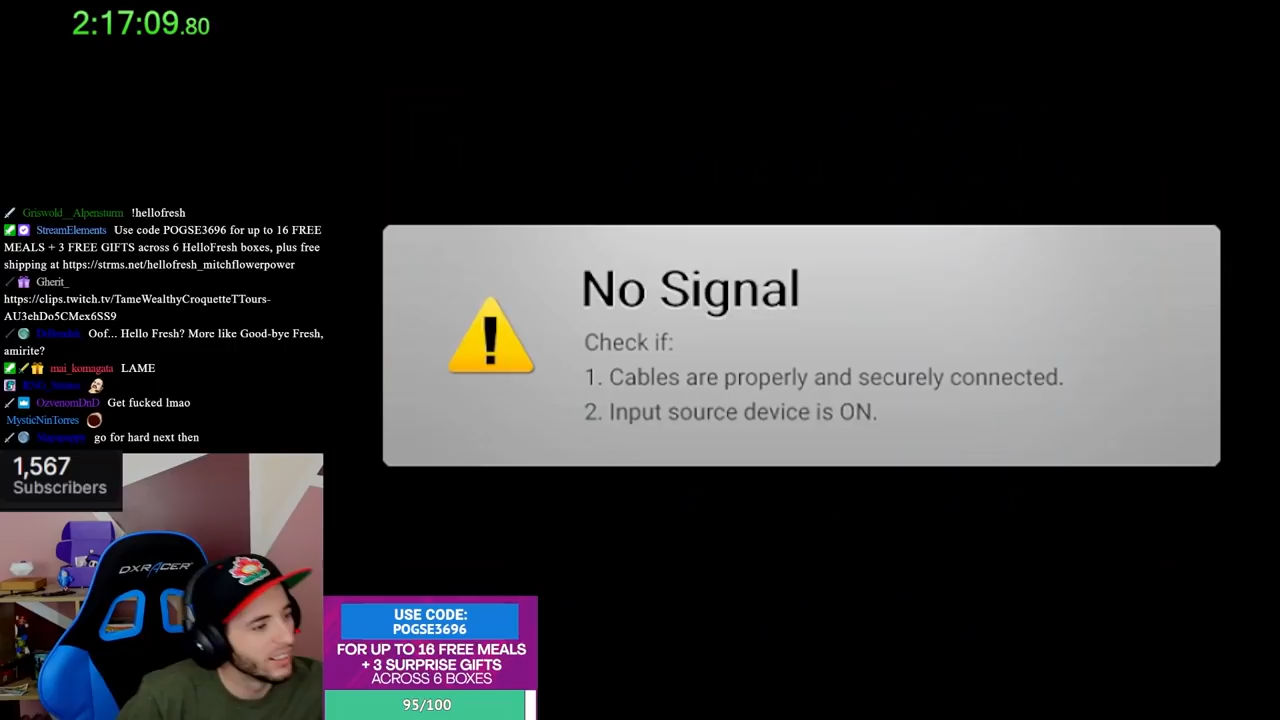 2:17:09.80
Griswold__Alpensturm !hellofresh
StreamElements Use code POGSE3696 for up to 16 FREE
MEALS + 3 FREE GIFTS across 6 HelloFresh boxes, plus free
shipping at https://strms.net/hellofresh_mitchflowerpower
Gherit_
https://clips.twitch.tv/TameWealthyCroquetteTTours-
AU3ehDo5CMex6SS9
Oof... Hello Fresh? More like Good-bye Fresh,
amirite?
mai_komagata LAME
OzvenomDnD Get fucked lmao
MysticNinTorres
go for hard next then
1,567
Subscribers
No Signal
Check if:
1. Cables are properly and securely connected.
2. Input source device is ON.
DXRACER
USE CODE:
POGSE3696
FOR UP TO 16 FREE MEALS
+ 3 SURPRISE GIFTS
ACROSS 6 BOXES
95/100